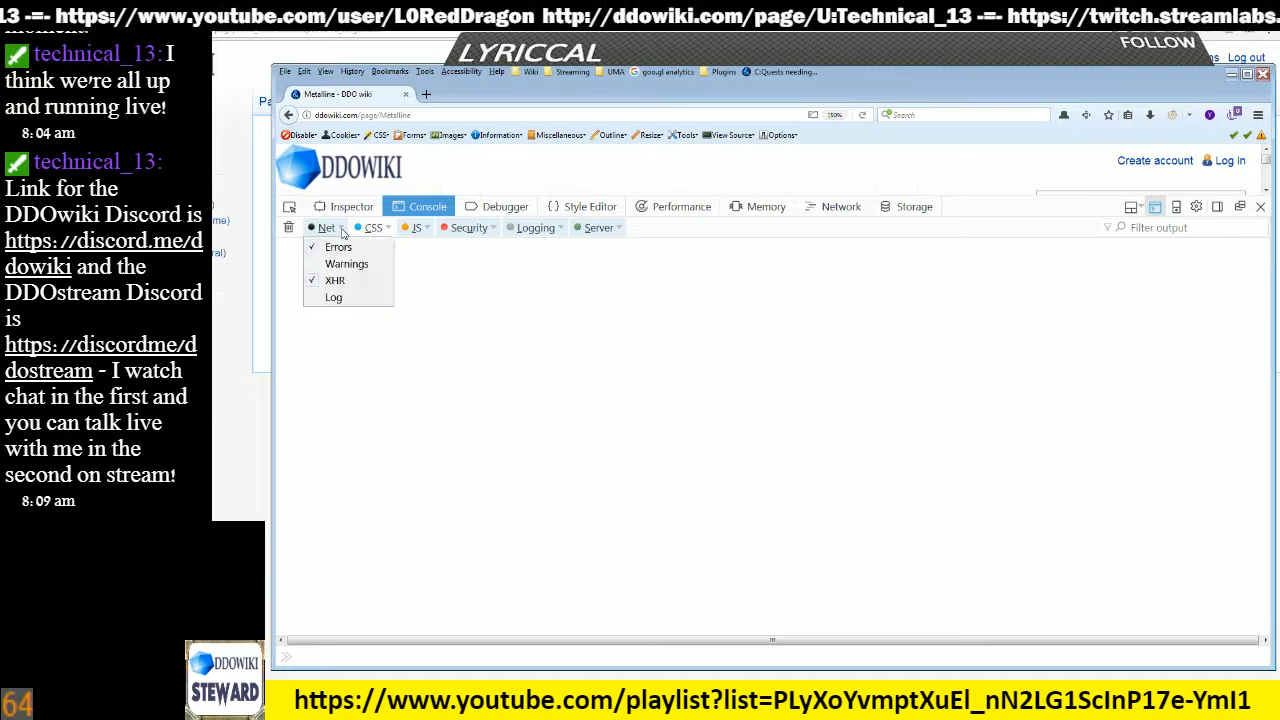 13 -=- https://www.youtube.com/user/L0RedDragon http://ddowiki.com/page/U:Technical_13 -=- https://twitch.streamlabs.
technical_13: I
think we're all up
and running live!
8:04 am
technical_13:
Link for the
DDOwiki Discord is
https://discord.me/d
dowiki and the
DDOstream Discord
is
https://discordme/d
dostream - I watch
chat in the first and
you can talk live
with me in the
second on stream!
8:09 am
64
LYRICCAL
FOLLOW
Log out
File Edit View History Bookmarks Tools Accessibility Help Wiki Streaming UMA goo.gl analytics Plugins C:Quests needing...
Metalline - DDO wiki
ddowiki.com/page/Metalline
150%
Search
Disable Cookies CSS Forms Images Information Miscellaneous Outline Resize Tools View Source Options
DDOWIKI
Create account Log in
Inspector Console Debugger Style Editor Performance Memory Network Storage
Net CSS JS Security Logging Server Filter output
Errors
Warnings
XHR
Log
DDOWIKI
STEWARD
https://www.youtube.com/playlist?list=PLyXoYvmptXuEl_nN2LG1ScInP17e-YmI1